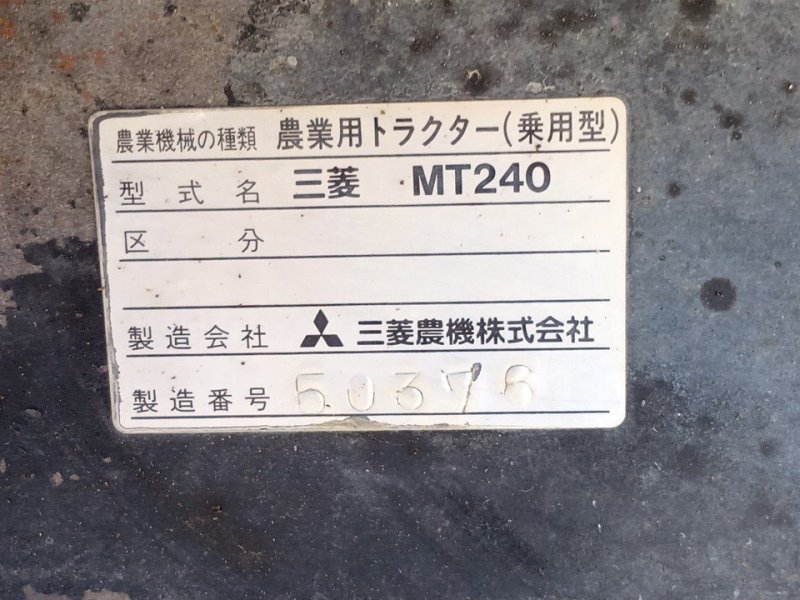 農業機械の種類 農業用トラクター(乗用型)
型式名 三菱 MT240
区分
製造会社 三菱農機株式会社
製造番号 50376